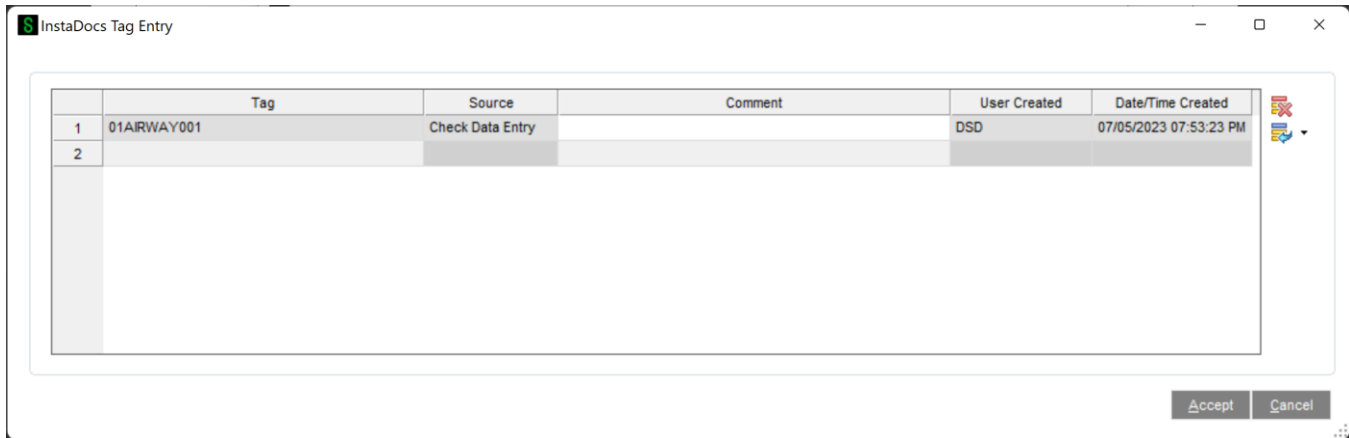 InstaDocs Tag Entry
Tag Source Comment User Created Date/Time Created
1 01AIRWAY001 Check Data Entry DSD 07/05/2023 07:53:23 PM
2
Accept Cancel